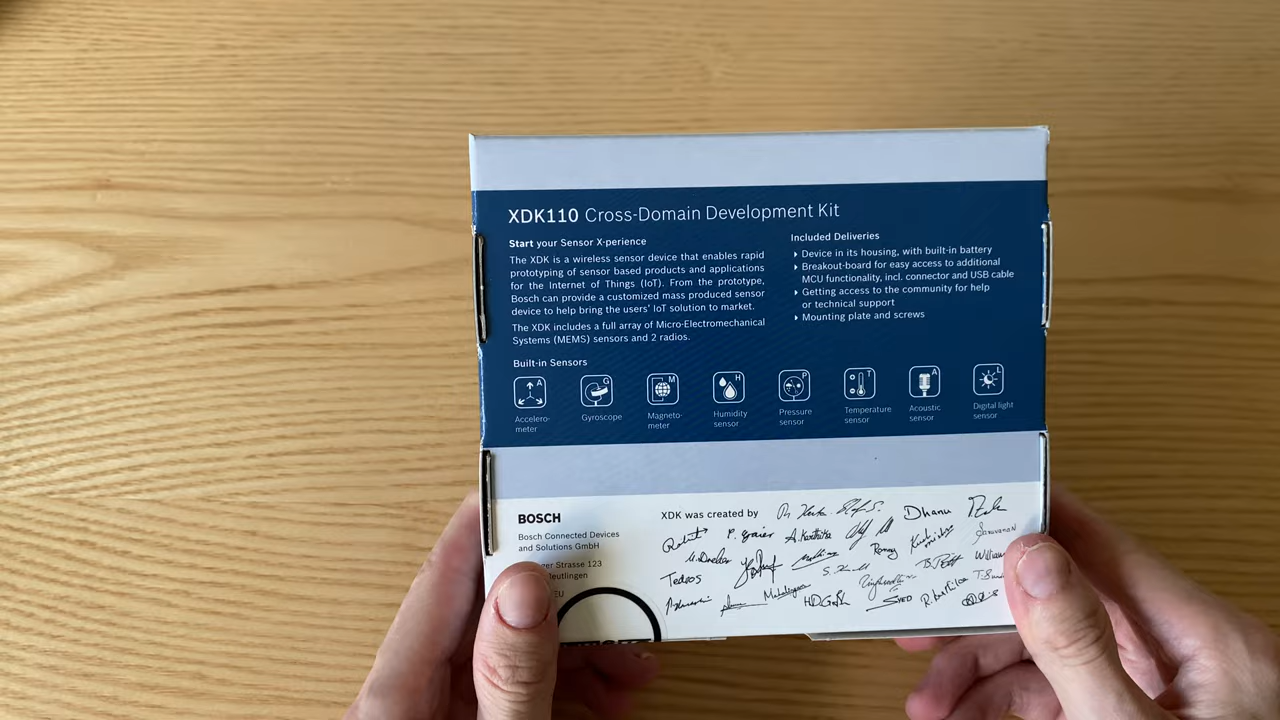 XDK110 Cross-Domain Development Kit
Start your Sensor X-perience
The XDK is a wireless sensor device that enables rapid
prototyping of sensor based products and applications
for the Internet of Things (IoT). From the prototype,
Bosch can provide a customized mass produced sensor
device to help bring the users' IoT solution to market.
The XDK includes a full array of Micro-Electromechanical
Systems (MEMS) sensors and 2 radios.
Included Deliveries
Device in its housing, with built-in battery
Breakout-board for easy access to additional
MCU functionality, incl. connector and USB cable
Getting access to the community for help
or technical support
Mounting plate and screws
Built-in Sensors
A
G
M
H
P
T
A
L
Accelero-
meter
Gyroscope
Magneto-
meter
Humidity
sensor
Pressure
sensor
Temperature
sensor
Acoustic
sensor
Digital light
sensor
BOSCH
Bosch Connected Devices
and Solutions GmbH
Strasse 123
EU
XDK was created by
Dhanu
Tedros
Ronny